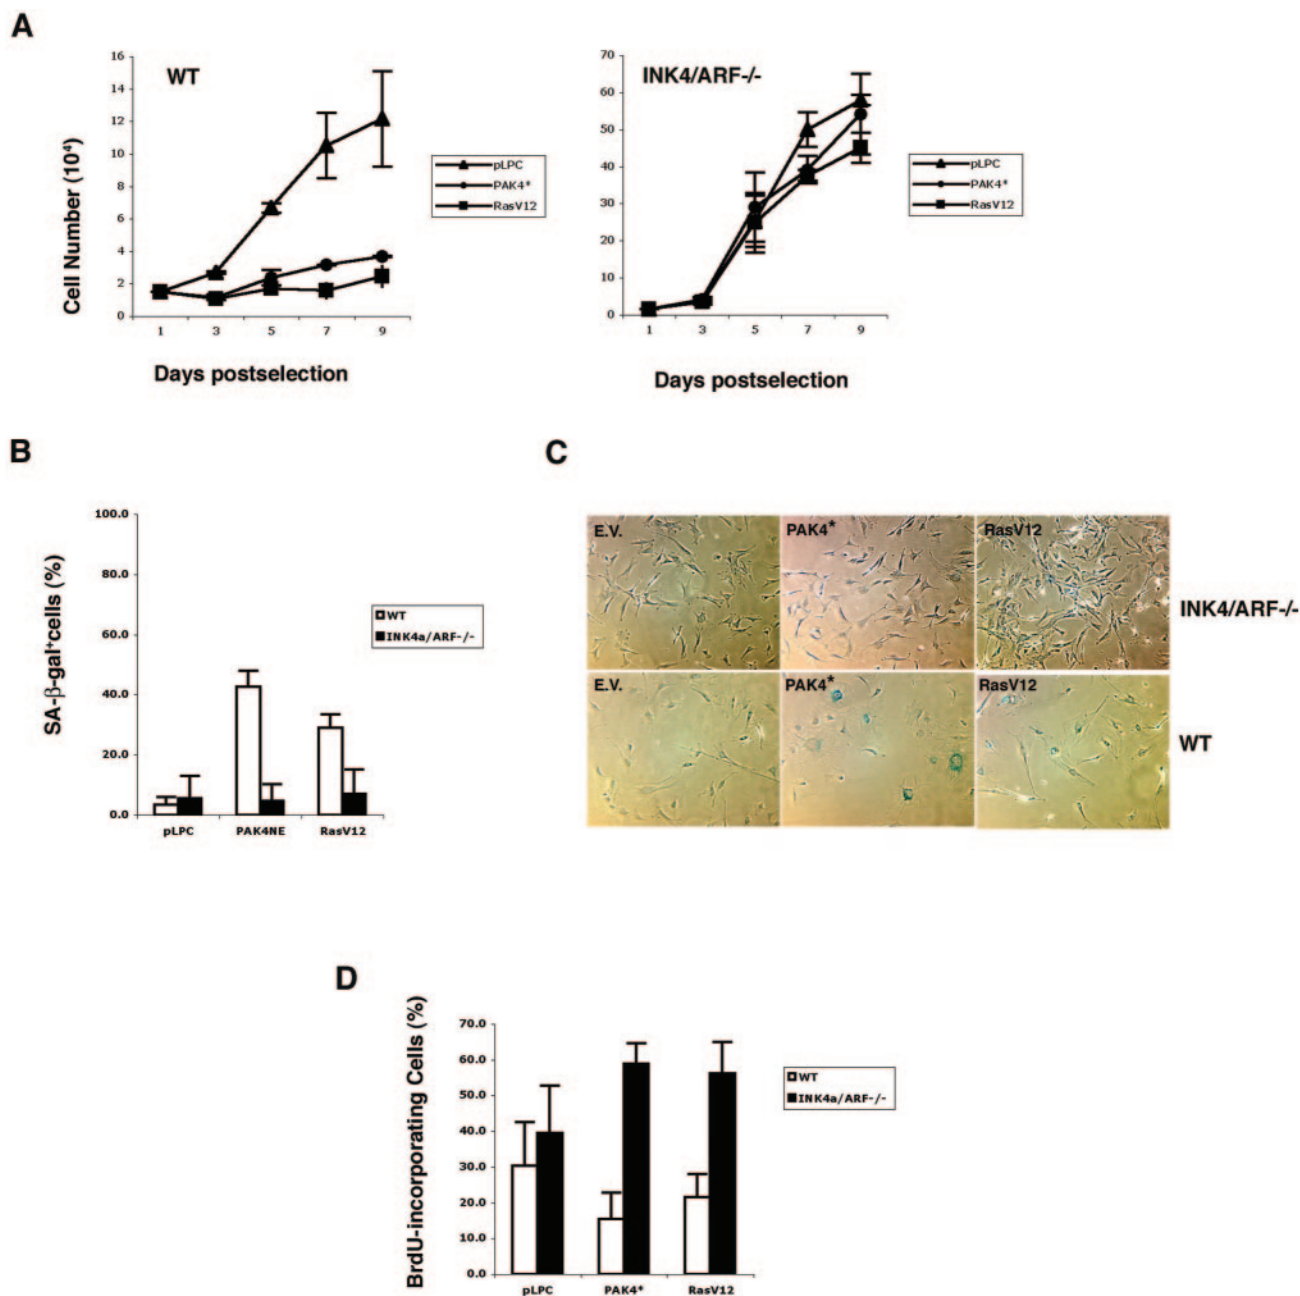 A
WT
16
14
12
10
8
6
4
2
0
1 3 5 7 9
Cell Number (10⁴)
Days postselection
pLPC
PAK4*
RasV12
INK4/ARF-/-
70
60
50
40
30
20
10
0
1 3 5 7 9
Days postselection
pLPC
PAK4*
RasV12
B
100.0
80.0
60.0
40.0
20.0
0.0
SA-β-gal⁺cells (%)
pLPC PAK4NE RasV12
WT
INK4a/ARF-/-
C
E.V. PAK4* RasV12
INK4/ARF-/-
E.V. PAK4* RasV12
WT
D
70.0
60.0
50.0
40.0
30.0
20.0
10.0
0.0
BrdU-incorporating Cells (%)
pLPC PAK4* RasV12
WT
INK4a/ARF-/-